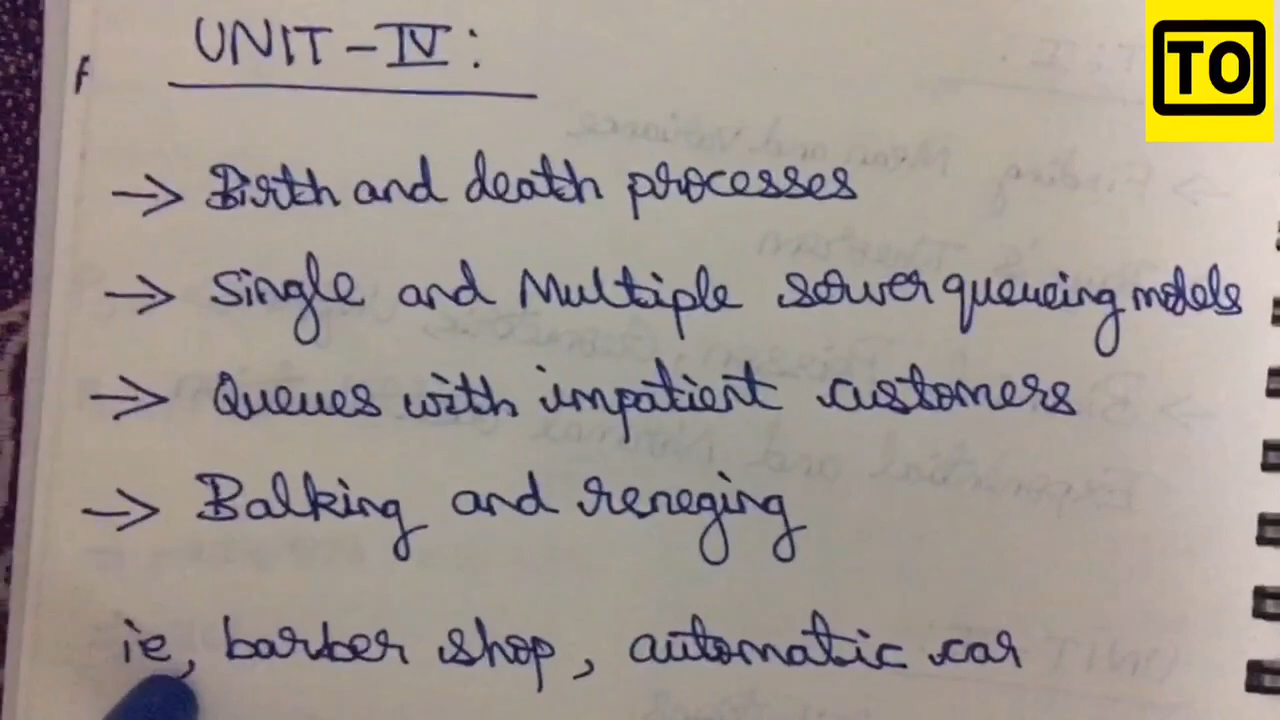 UNIT-IV:
TO
→ Birth and death processes
→ Single and Multiple server queueing models
→ Queues with impatient customers
→ Balking and reneging
ie, barber shop, automatic car